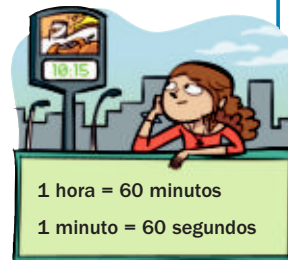 10:15
1 hora = 60 minutos
1 minuto = 60 segundos